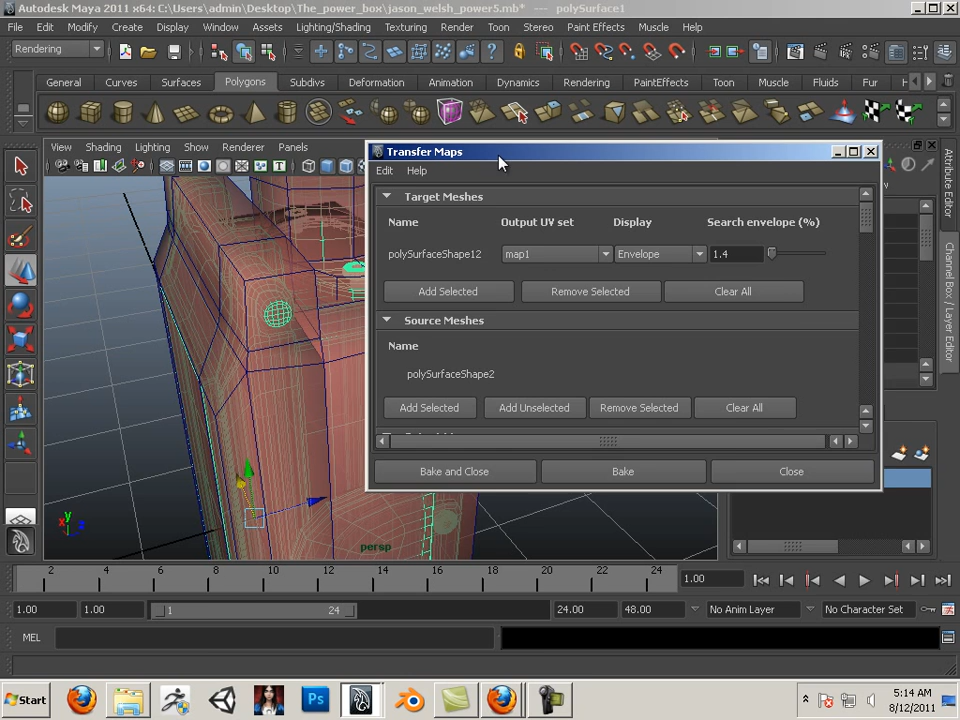 Autodesk Maya 2011 x64: C:\Users\admin\Desktop\The_power_box\jason_welsh_power5.mb* --- polySurface1
File Edit Modify Create Display Window Assets Lighting/Shading Texturing Render Toon Stereo Paint Effects Muscle Help
Rendering
General Curves Surfaces Polygons Subdivs Deformation Animation Dynamics Rendering PaintEffects Toon Muscle Fluids Fur H
View Shading Lighting Show Renderer Panels
Transfer Maps
Edit Help
Target Meshes
Name Output UV set Display Search envelope (%)
polySurfaceShape12 map1 Envelope 1.4
Add Selected Remove Selected Clear All
Source Meshes
Name
polySurfaceShape2
Add Selected Add Unselected Remove Selected Clear All
Bake and Close Bake Close
Attribute Editor
Channel Box / Layer Editor
y
x z
persp
2 4 6 8 10 12 14 16 18 20 22 24 1.00
1.00 1.00 1 24 24.00 48.00 No Anim Layer No Character Set
MEL
Start Ps 5:14 AM
8/12/2011